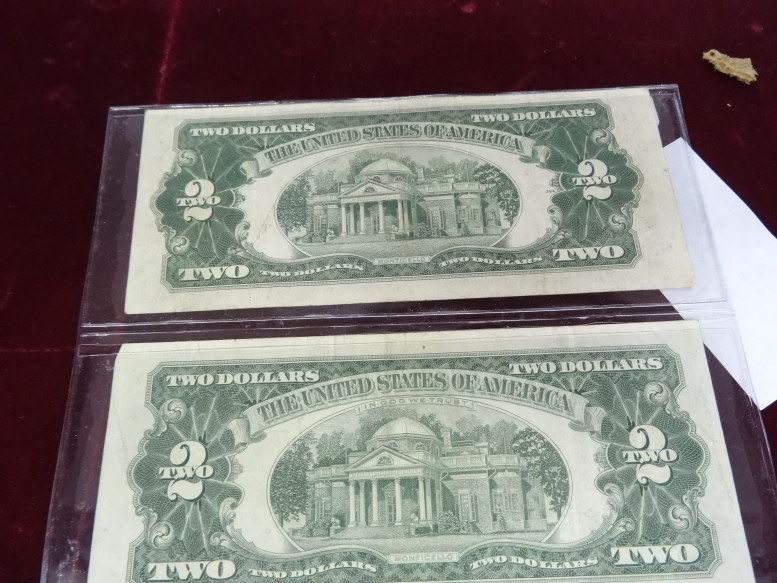 TWO DOLLARS TWO DOLLARS
THE UNITED STATES OF AMERICA
2 2
TWO TWO
TWO TWO DOLLARS MONTICELLO TWO DOLLARS TWO
TWO DOLLARS TWO DOLLARS
THE UNITED STATES OF AMERICA
IN GOD WE TRUST
2 2
TWO TWO
TWO TWO DOLLARS MONTICELLO TWO DOLLARS TWO